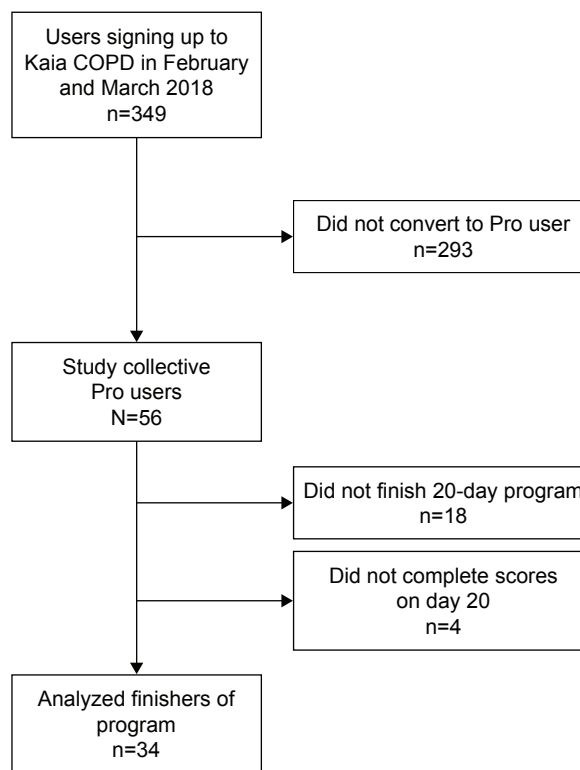 Users signing up to
Kaia COPD in February
and March 2018
n=349
Did not convert to Pro user
n=293
Study collective
Pro users
N=56
Did not finish 20-day program
n=18
Did not complete scores
on day 20
n=4
Analyzed finishers of
program
n=34